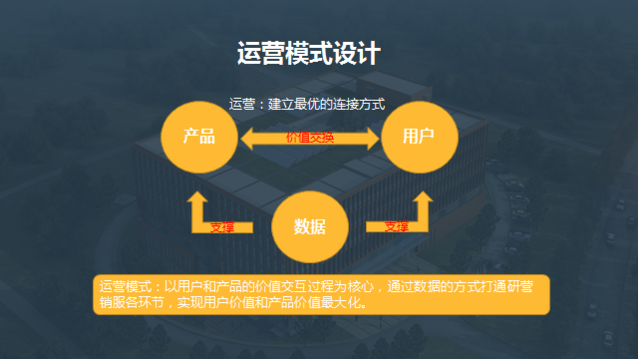 运营模式设计
运营：建立最优的连接方式
产品
价值交换
用户
支撑
数据
支撑
运营模式：以用户和产品的价值交互过程为核心，通过数据的方式打通研营
销服各环节，实现用户价值和产品价值最大化。